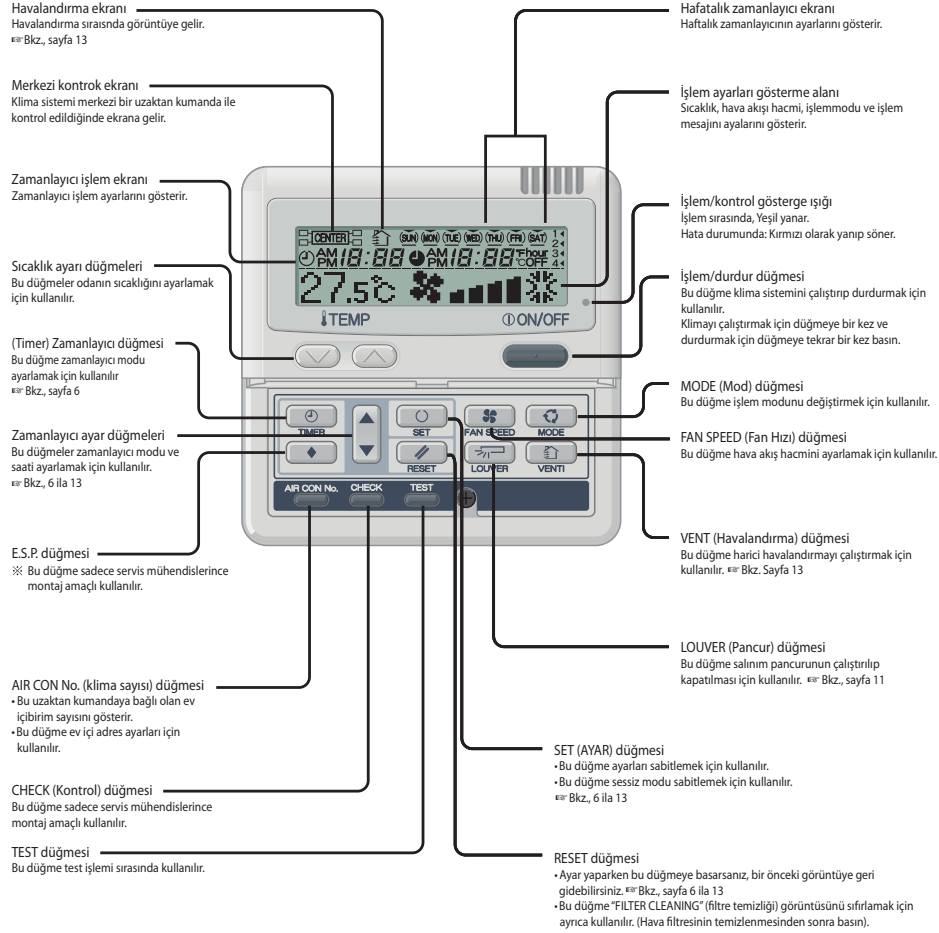 Havalandırma ekranı
Havalandırma sıraısnda görüntüye gelir.
☞Bkz., sayfa 13
Merkezi kontrok ekranı
Klima sistemi merkezi bir uzaktan kumanda ile
kontrol edildiğinde ekrana gelir.
Zamanlayıcı işlem ekranı
Zamanlayıcı işlem ayarlarını gösterir.
Sıcaklık ayarı düğmeleri
Bu düğmeler odanın sıcaklığını ayarlamak
için kullanılır.
(Timer) Zamanlayıcı düğmesi
Bu düğme zamanlayıcı modu
ayarlamak için kullanılır
☞Bkz., sayfa 6
Zamanlayıcı ayar düğmeleri
Bu düğmeler zamanlayıcı modu ve
saati ayarlamak için kullanılır.
☞Bkz., 6 ila 13
E.S.P. düğmesi
※ Bu düğme sadece servis mühendislerince
montaj amaçlı kullanılır.
AIR CON No. (klima sayısı) düğmesi
• Bu uzaktan kumandaya bağlı olan ev
içibirim sayısını gösterir.
• Bu düğme ev içi adres ayarları için
kullanılır.
CHECK (Kontrol) düğmesi
Bu düğme sadece servis mühendislerince
montaj amaçlı kullanılır.
TEST düğmesi
Bu düğme test işlemi sırasında kullanılır.
CENTER SUN MON TUE WED THU FRI SAT 1
2
AM 18:88 AM 18:88 °Fhour 3
PM PM °COFF 4
27.5°C
TEMP ON/OFF
TIMER SET FAN SPEED MODE
RESET LOUVER VENTI
AIR CON No. CHECK TEST
Hafatalık zamanlayıcı ekranı
Haftalık zamanlayıcının ayarlarını gösterir.
İşlem ayarları gösterme alanı
Sıcaklık, hava akışı hacmi, işlemmodu ve işlem
mesajını ayalarını gösterir.
İşlem/kontrol gösterge ışığı
İşlem sırasında, Yeşil yanar.
Hata durumunda: Kırmızı olarak yanıp söner.
İşlem/durdur düğmesi
Bu düğme klima sistemini çalıştırıp durdurmak için
kullanılır.
Klimayı çalıştırmak için düğmeye bir kez ve
durdurmak için düğmeye tekrar bir kez basın.
MODE (Mod) düğmesi
Bu düğme işlem modunu değiştirmek için kullanılır.
FAN SPEED (Fan Hızı) düğmesi
Bu düğme hava akış hacmini ayarlamak için kullanılır.
VENT (Havalandırma) düğmesi
Bu düğme harici havalandırmayı çalıştırmak için
kullanılır. ☞ Bkz. Sayfa 13
LOUVER (Pancur) düğmesi
Bu düğme salınım pancurunun çalıştırılıp
kapatılması için kullanılır. ☞ Bkz., sayfa 11
SET (AYAR) düğmesi
• Bu düğme ayarları sabitlemek için kullanılır.
• Bu düğme sessiz modu sabitlemek için kullanılır.
☞ Bkz., 6 ila 13
RESET düğmesi
• Ayar yaparken bu düğmeye basarsanız, bir önceki görüntüye geri
gidebilirsiniz. ☞Bkz., sayfa 6 ila 13
• Bu düğme “FILTER CLEANING” (filtre temizliği) görüntüsünü sıfırlamak için
ayrıca kullanılır. (Hava filtresinin temizlenmesinden sonra basın).